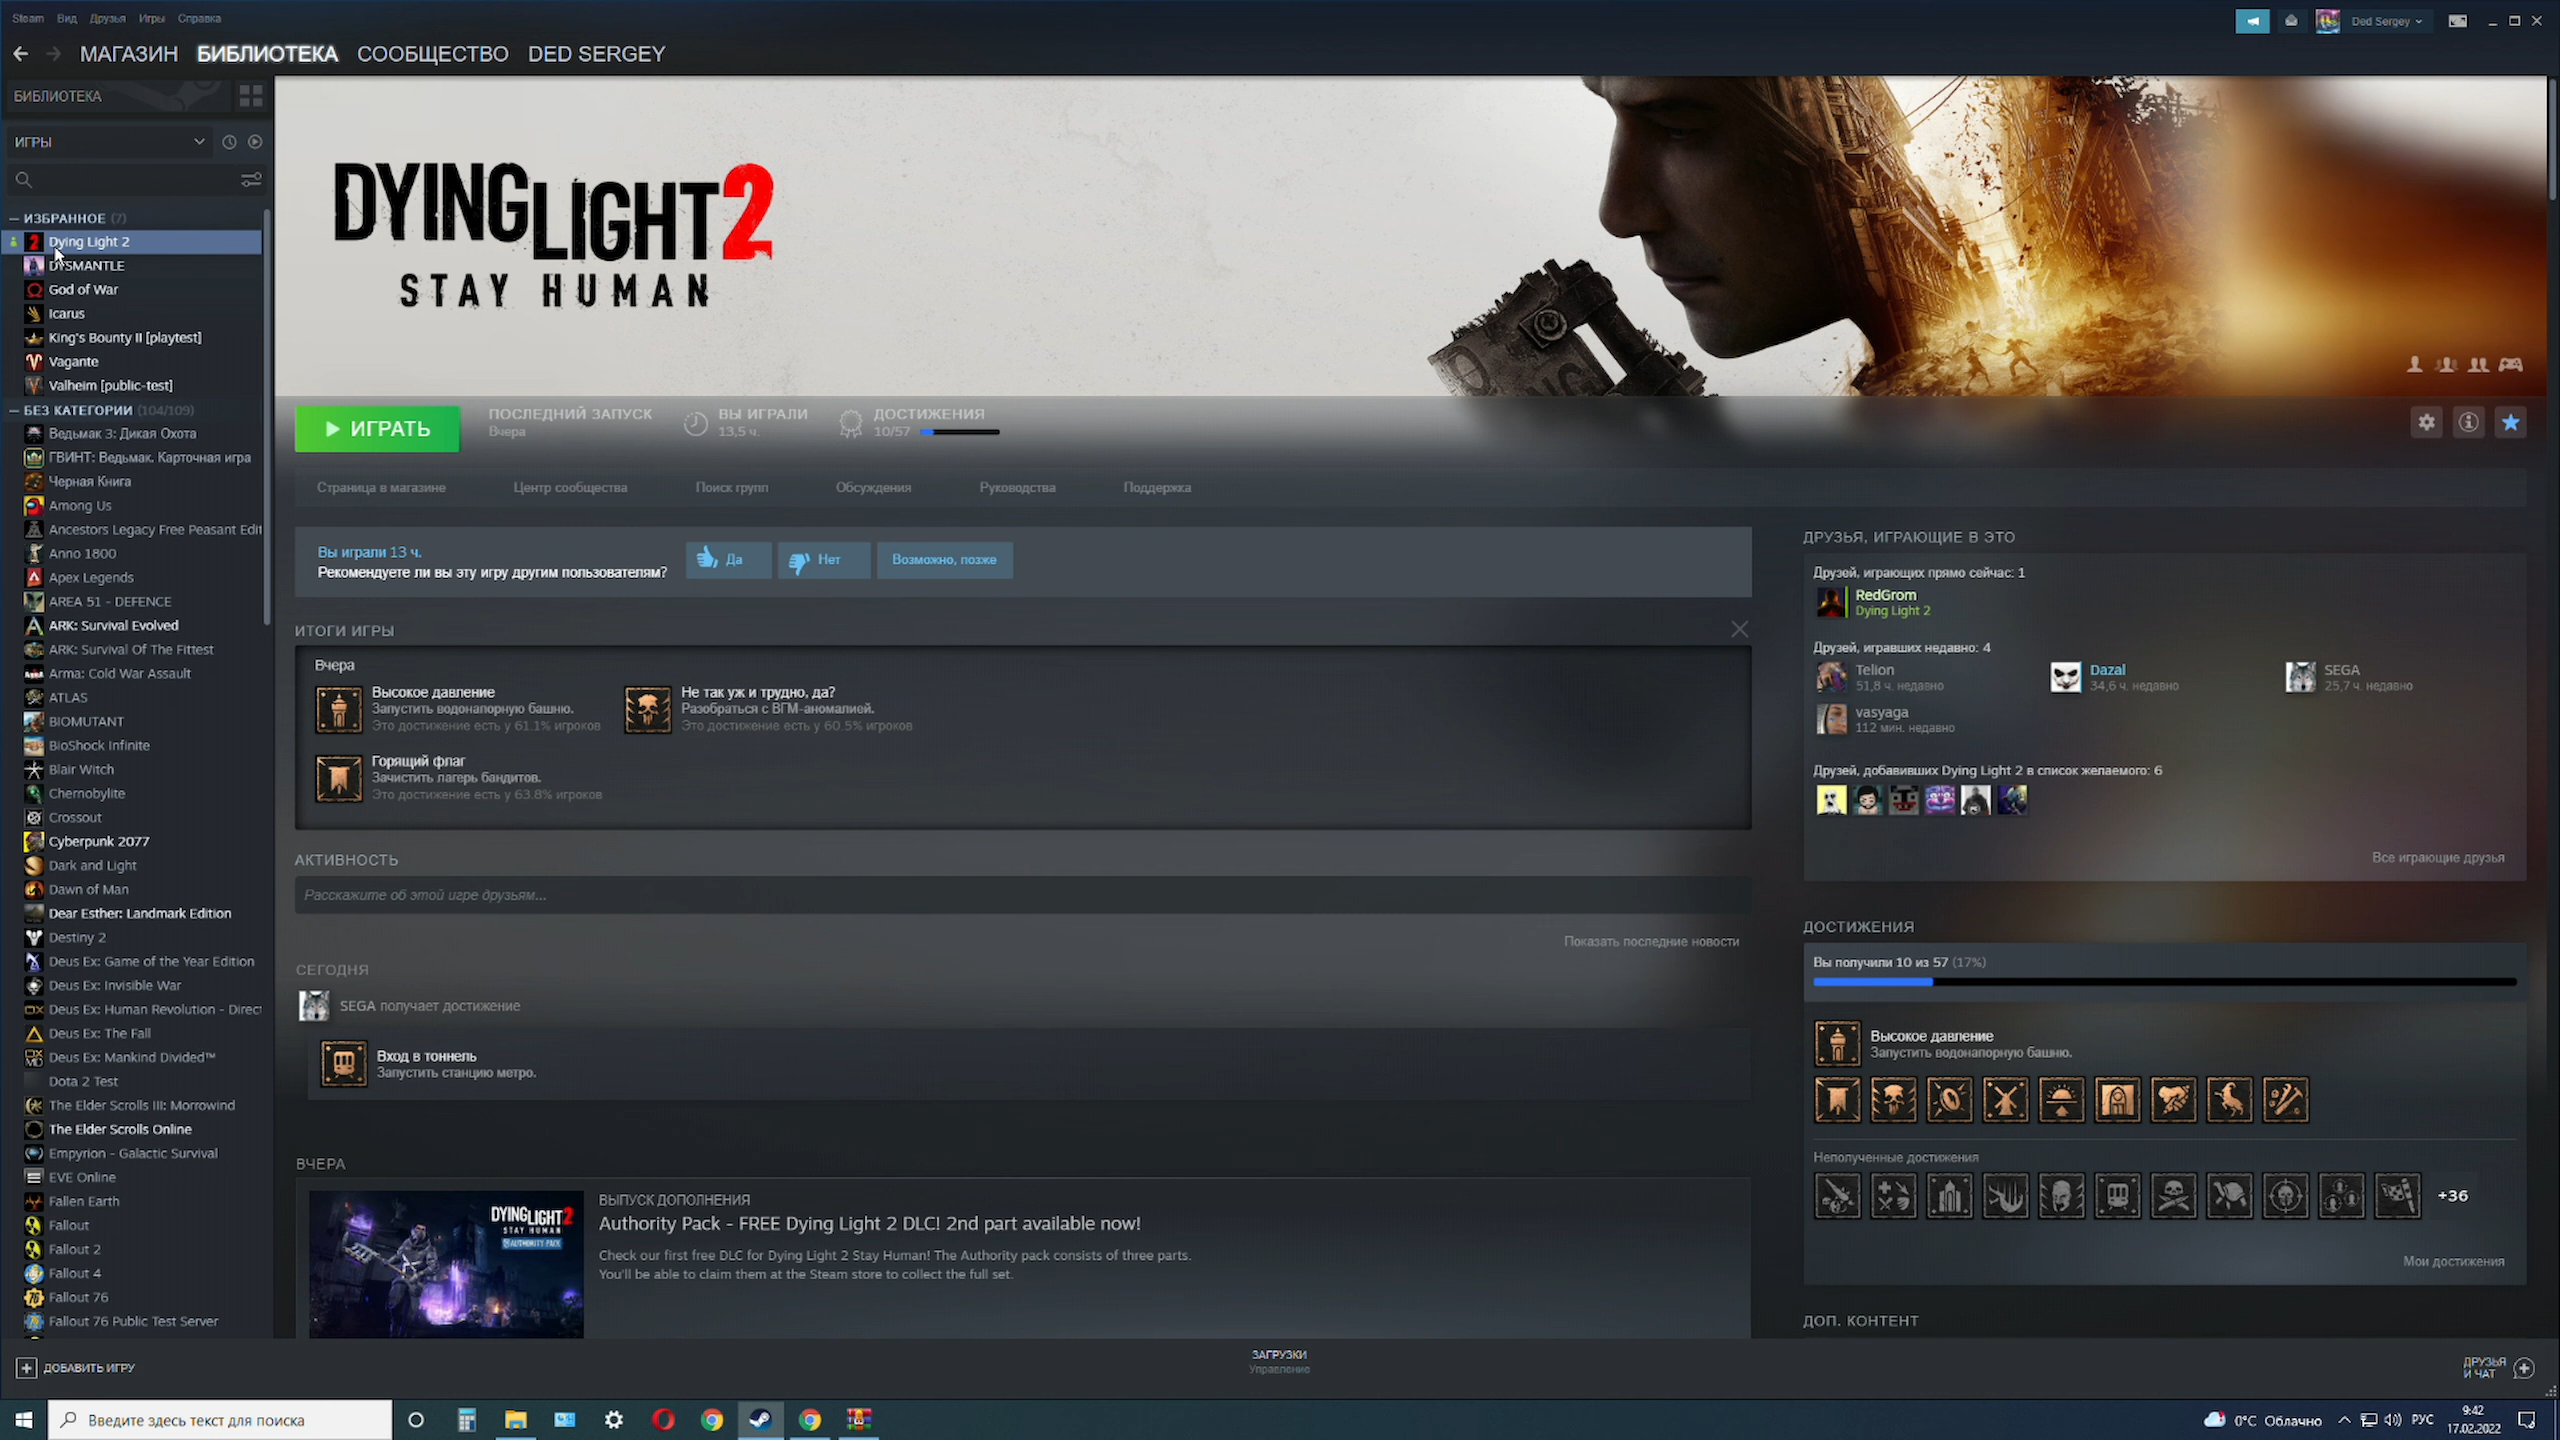 Steam Вид Друзья Игры Справка
Ded Sergey
МАГАЗИН БИБЛИОТЕКА СООБЩЕСТВО DED SERGEY
БИБЛИОТЕКА
ИГРЫ
— ИЗБРАННОЕ (7)
Dying Light 2
DYSMANTLE
God of War
Icarus
King's Bounty II [playtest]
Vagante
Valheim [public-test]
— БЕЗ КАТЕГОРИИ (104/109)
Ведьмак 3: Дикая Охота
ГВИНТ: Ведьмак. Карточная игра
Черная Книга
Among Us
Ancestors Legacy Free Peasant Edit
Anno 1800
Apex Legends
AREA 51 - DEFENCE
ARK: Survival Evolved
ARK: Survival Of The Fittest
Arma: Cold War Assault
ATLAS
BIOMUTANT
BioShock Infinite
Blair Witch
Chernobylite
Crossout
Cyberpunk 2077
Dark and Light
Dawn of Man
Dear Esther: Landmark Edition
Destiny 2
Deus Ex: Game of the Year Edition
Deus Ex: Invisible War
Deus Ex: Human Revolution - Direct
Deus Ex: The Fall
Deus Ex: Mankind Divided™
Dota 2 Test
The Elder Scrolls III: Morrowind
The Elder Scrolls Online
Empyrion - Galactic Survival
EVE Online
Fallen Earth
Fallout
Fallout 2
Fallout 4
Fallout 76
Fallout 76 Public Test Server
DYING LIGHT 2
STAY HUMAN
ИГРАТЬ
ПОСЛЕДНИЙ ЗАПУСК
Вчера
ВЫ ИГРАЛИ
13,5 ч.
ДОСТИЖЕНИЯ
10/57
Страница в магазине Центр сообщества Поиск групп Обсуждения Руководства Поддержка
Вы играли 13 ч.
Рекомендуете ли вы эту игру другим пользователям?
Да Нет Возможно, позже
ИТОГИ ИГРЫ
Вчера
Высокое давление
Запустить водонапорную башню.
Это достижение есть у 61.1% игроков
Не так уж и трудно, да?
Разобраться с ВГМ-аномалией.
Это достижение есть у 60.5% игроков
Горящий флаг
Зачистить лагерь бандитов.
Это достижение есть у 63.8% игроков
АКТИВНОСТЬ
Расскажите об этой игре друзьям...
Показать последние новости
СЕГОДНЯ
SEGA получает достижение
Вход в тоннель
Запустить станцию метро.
ВЧЕРА
DYING LIGHT 2
STAY HUMAN
AUTHORITY PACK
ВЫПУСК ДОПОЛНЕНИЯ
Authority Pack - FREE Dying Light 2 DLC! 2nd part available now!
Check our first free DLC for Dying Light 2 Stay Human! The Authority pack consists of three parts.
You'll be able to claim them at the Steam store to collect the full set.
ДРУЗЬЯ, ИГРАЮЩИЕ В ЭТО
Друзей, играющих прямо сейчас: 1
RedGrom
Dying Light 2
Друзей, игравших недавно: 4
Telion
51,8 ч. недавно
Dazal
34,6 ч. недавно
SEGA
25,7 ч. недавно
vasyaga
112 мин. недавно
Друзей, добавивших Dying Light 2 в список желаемого: 6
Все играющие друзья
ДОСТИЖЕНИЯ
Вы получили 10 из 57 (17%)
Высокое давление
Запустить водонапорную башню.
Неполученные достижения
+36
Мои достижения
ДОП. КОНТЕНТ
ДОБАВИТЬ ИГРУ
ЗАГРУЗКИ
Управление
ДРУЗЬЯ
И ЧАТ
Введите здесь текст для поиска
0°C Облачно
РУС
9:42
17.02.2022